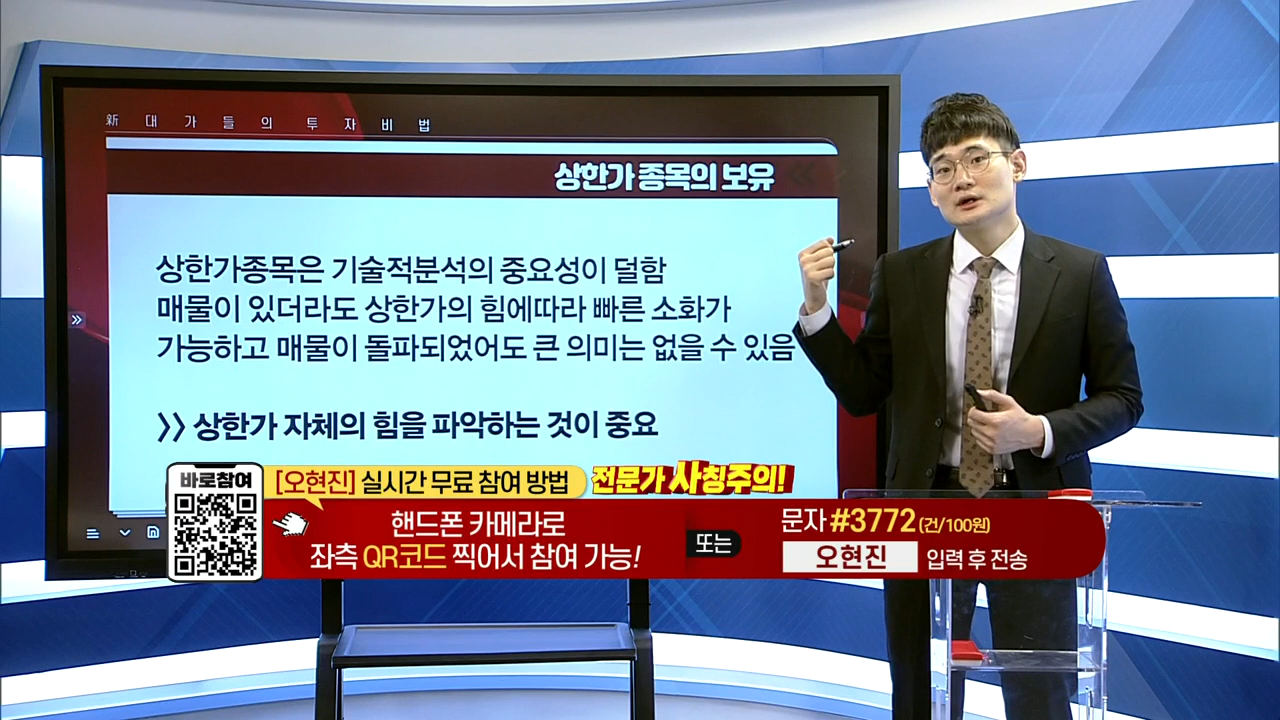 新 대 가 들 의 투 자 비 법
상한가 종목의 보유
상한가종목은 기술적분석의 중요성이 덜함
매물이 있더라도 상한가의 힘에따라 빠른 소화가
가능하고 매물이 돌파되었어도 큰 의미는 없을 수 있음
>> 상한가 자체의 힘을 파악하는 것이 중요
바로참여
[오현진] 실시간 무료 참여 방법
전문가 사칭주의!
핸드폰 카메라로
좌측 QR코드 찍어서 참여 가능!
또는
문자 #3772 (건/100원)
오현진 입력 후 전송